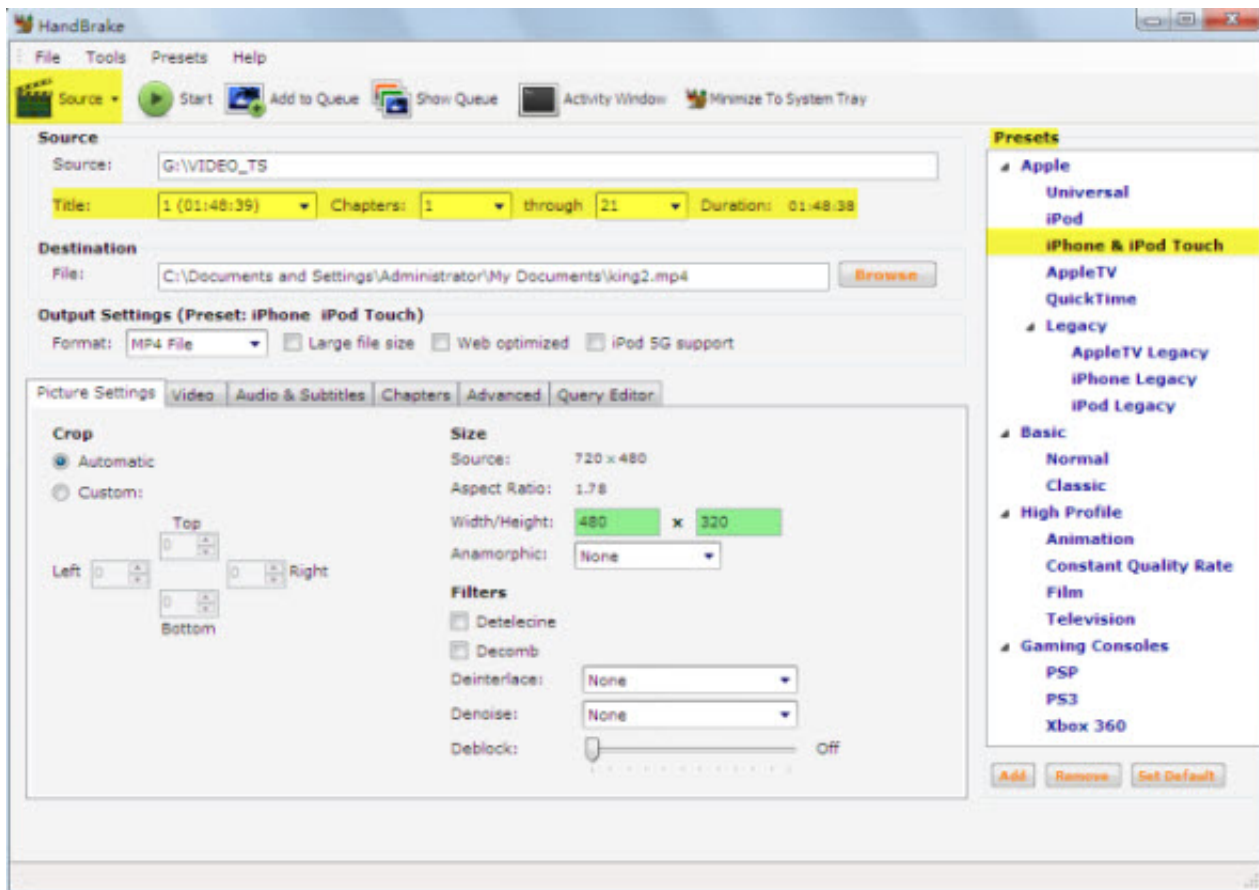 HandBrake
File Tools Presets Help
Source Start Add to Queue Show Queue Activity Window Minimize To System Tray
Source
Source: G:\VIDEO_TS
Title: 1 (01:48:39) Chapters: 1 through 21 Duration: 01:48:38
Destination
File: C:\Documents and Settings\Administrator\My Documents\king2.mp4 Browse
Output Settings (Preset: iPhone iPod Touch)
Format: MP4 File Large file size Web optimized iPod 5G support
Picture Settings Video Audio & Subtitles Chapters Advanced Query Editor
Crop
Automatic
Custom:
Top
0
Left 0 0 Right
0
Bottom
Size
Source: 720 x 480
Aspect Ratio: 1.78
Width/Height: 480 x 320
Anamorphic: None
Filters
Detelecine
Decomb
Deinterlace: None
Denoise: None
Deblock: Off
Presets
Apple
Universal
iPod
iPhone & iPod Touch
AppleTV
QuickTime
Legacy
AppleTV Legacy
iPhone Legacy
iPod Legacy
Basic
Normal
Classic
High Profile
Animation
Constant Quality Rate
Film
Television
Gaming Consoles
PSP
PS3
Xbox 360
Add Remove Set Default